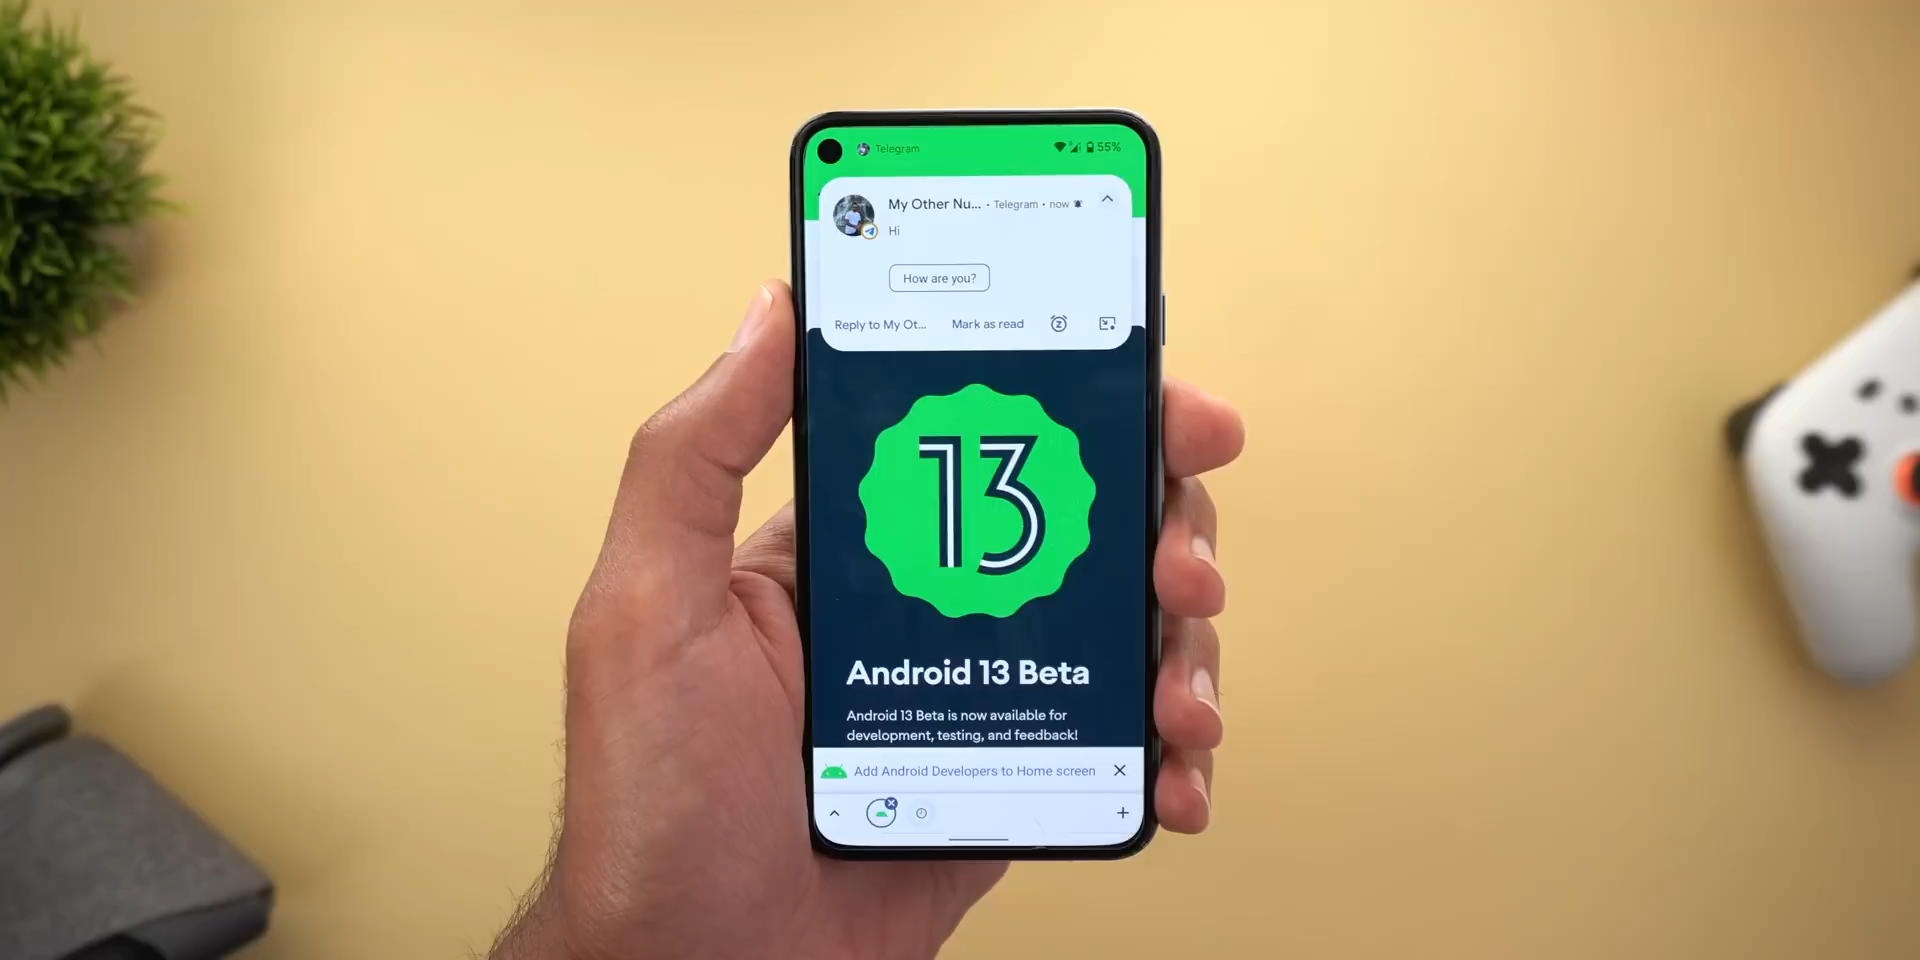 Telegram
55%
My Other Nu... • Telegram • now
Hi
How are you?
Reply to My Ot...
Mark as read
13
Android 13 Beta
Android 13 Beta is now available for
development, testing, and feedback!
Add Android Developers to Home screen